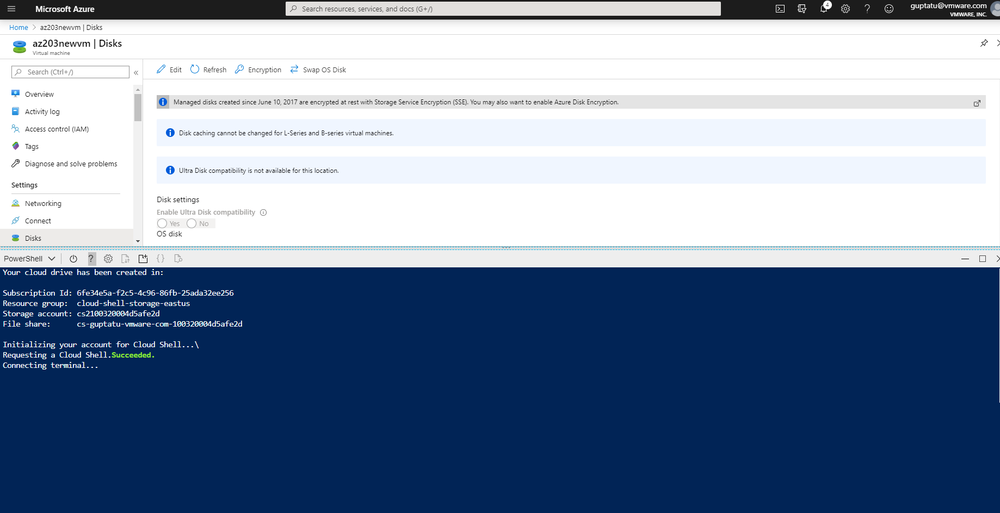 Microsoft Azure
Search resources, services, and docs (G+/)
4
guptatu@vmware.com
VMWARE, INC.
Home > az203newvm | Disks
az203newvm | Disks
Virtual machine
Search (Ctrl+/)
«
Edit
Refresh
Encryption
Swap OS Disk
Overview
Activity log
Access control (IAM)
Tags
Diagnose and solve problems
Settings
Networking
Connect
Disks
Managed disks created since June 10, 2017 are encrypted at rest with Storage Service Encryption (SSE). You may also want to enable Azure Disk Encryption.
Disk caching cannot be changed for L-Series and B-series virtual machines.
Ultra Disk compatibility is not available for this location.
Disk settings
Enable Ultra Disk compatibility
Yes No
OS disk
PowerShell
?
{}
Your cloud drive has been created in:
Subscription Id: 6fe34e5a-f2c5-4c96-86fb-25ada32ee256
Resource group: cloud-shell-storage-eastus
Storage account: cs2100320004d5afe2d
File share: cs-guptatu-vmware-com-100320004d5afe2d
Initializing your account for Cloud Shell...\
Requesting a Cloud Shell.Succeeded.
Connecting terminal...